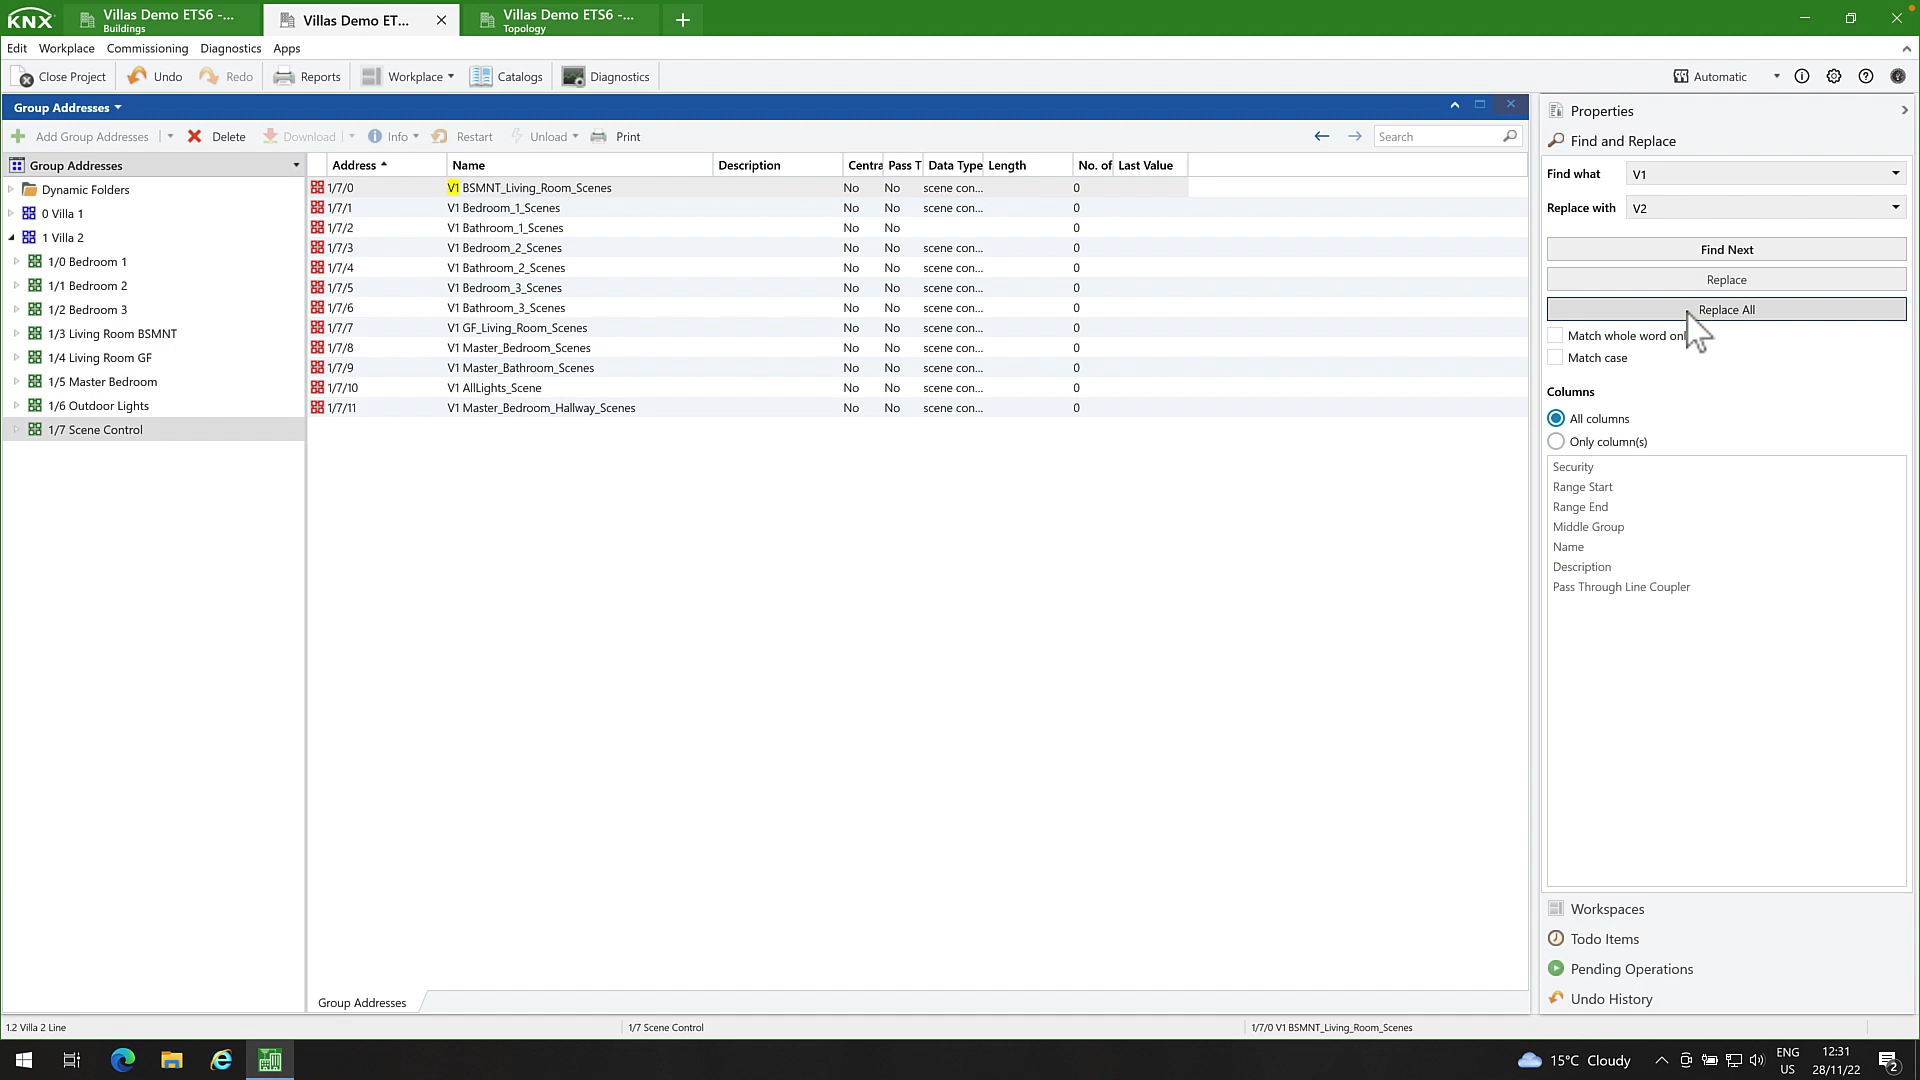 KNX
Villas Demo ETS6 -...
Buildings
Villas Demo ET...
Villas Demo ETS6 -...
Topology
Edit Workplace Commissioning Diagnostics Apps
Close Project Undo Redo Reports Workplace Catalogs Diagnostics Automatic
Group Addresses
Add Group Addresses Delete Download Info Restart Unload Print Search
Group Addresses
Dynamic Folders
0 Villa 1
1 Villa 2
1/0 Bedroom 1
1/1 Bedroom 2
1/2 Bedroom 3
1/3 Living Room BSMNT
1/4 Living Room GF
1/5 Master Bedroom
1/6 Outdoor Lights
1/7 Scene Control
Address Name Description Centra Pass T Data Type Length No. of Last Value
1/7/0 V1 BSMNT_Living_Room_Scenes No No scene con... 0
1/7/1 V1 Bedroom_1_Scenes No No scene con... 0
1/7/2 V1 Bathroom_1_Scenes No No 0
1/7/3 V1 Bedroom_2_Scenes No No scene con... 0
1/7/4 V1 Bathroom_2_Scenes No No scene con... 0
1/7/5 V1 Bedroom_3_Scenes No No scene con... 0
1/7/6 V1 Bathroom_3_Scenes No No scene con... 0
1/7/7 V1 GF_Living_Room_Scenes No No scene con... 0
1/7/8 V1 Master_Bedroom_Scenes No No scene con... 0
1/7/9 V1 Master_Bathroom_Scenes No No scene con... 0
1/7/10 V1 AllLights_Scene No No scene con... 0
1/7/11 V1 Master_Bedroom_Hallway_Scenes No No scene con... 0
Group Addresses
Properties
Find and Replace
Find what V1
Replace with V2
Find Next
Replace
Replace All
Match whole word onl
Match case
Columns
All columns
Only column(s)
Security
Range Start
Range End
Middle Group
Name
Description
Pass Through Line Coupler
Workspaces
Todo Items
Pending Operations
Undo History
1.2 Villa 2 Line 1/7 Scene Control 1/7/0 V1 BSMNT_Living_Room_Scenes
15°C Cloudy
ENG
US
12:31
28/11/22
2